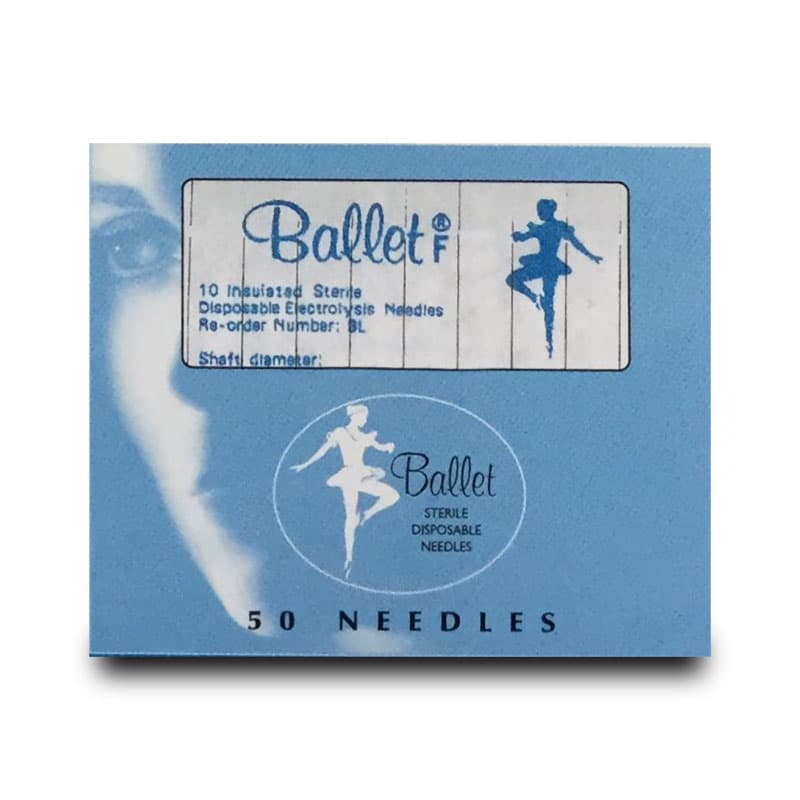 Ballet® F
10 Insulated Sterile
Disposable Electrolysis Needles
Re-order Number: BL
Shaft diameter:
Ballet
STERILE
DISPOSABLE
NEEDLES
50 NEEDLES